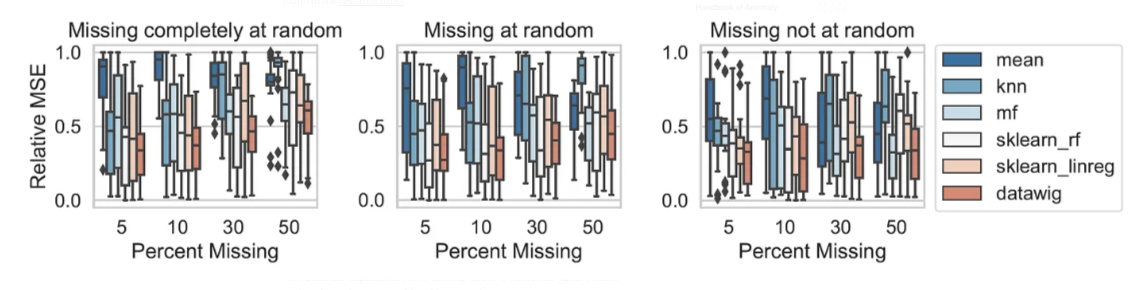 Missing completely at random
Missing at random
Missing not at random
Relative MSE
1.0
0.5
0.0
5 10 30 50
Percent Missing
1.0
0.5
0.0
5 10 30 50
Percent Missing
1.0
0.5
0.0
5 10 30 50
Percent Missing
mean
knn
mf
sklearn_rf
sklearn_linreg
datawig